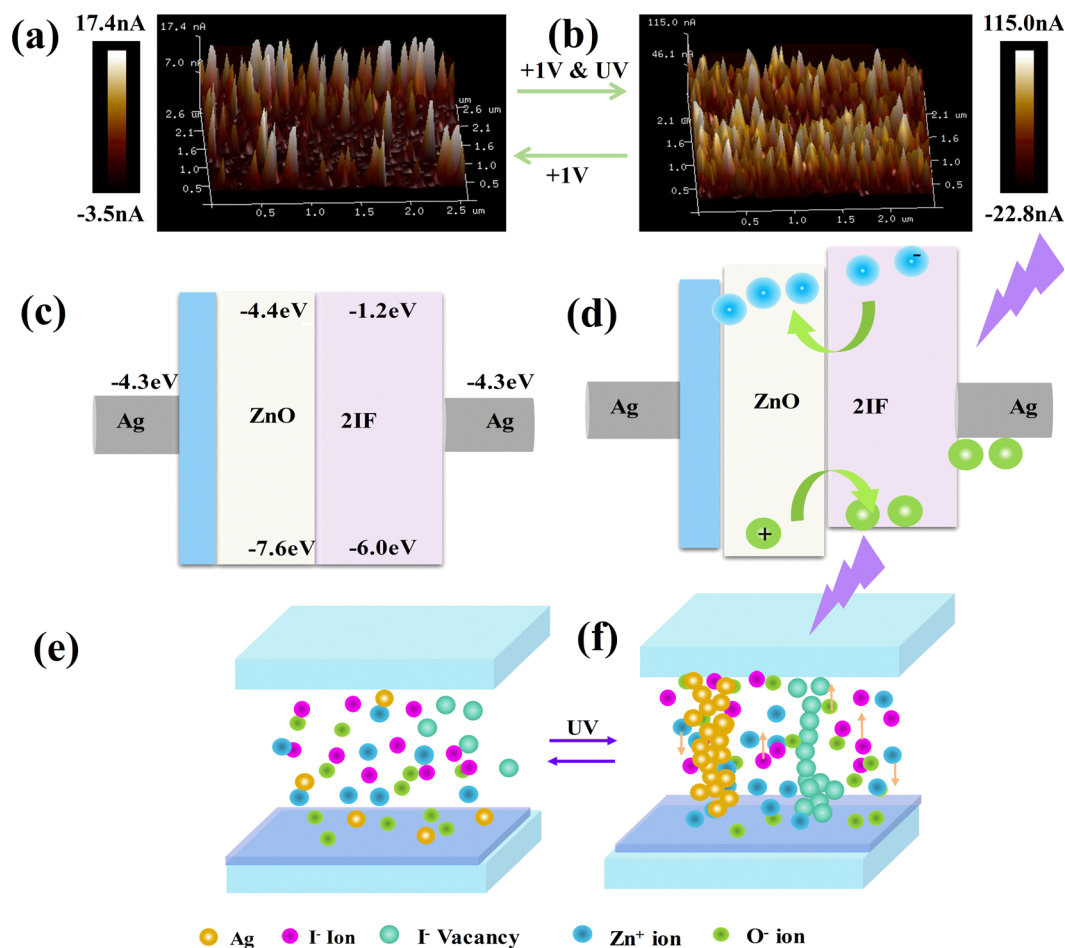 (a)
17.4nA
-3.5nA
17.4 nA
7.0 nA
2.6
2.1
1.6
1.0
0.5
0.5
1.0
1.6
2.1
2.5
um
um
2.6 um
2.1
1.6
1.0
0.5
+1V & UV
+1V
(b)
115.0 nA
46.1 nA
um
2.1
1.6
1.0
0.5
0.5
1.0
1.6
2.1
um
2.1 um
1.6
1.0
0.5
115.0nA
-22.8nA
(c)
-4.4eV
-1.2eV
-4.3eV
-4.3eV
Ag
ZnO
2IF
Ag
-7.6eV
-6.0eV
(d)
-
Ag
ZnO
2IF
Ag
+
(e)
UV
(f)
Ag
I- Ion
I- Vacancy
Zn+ ion
O- ion